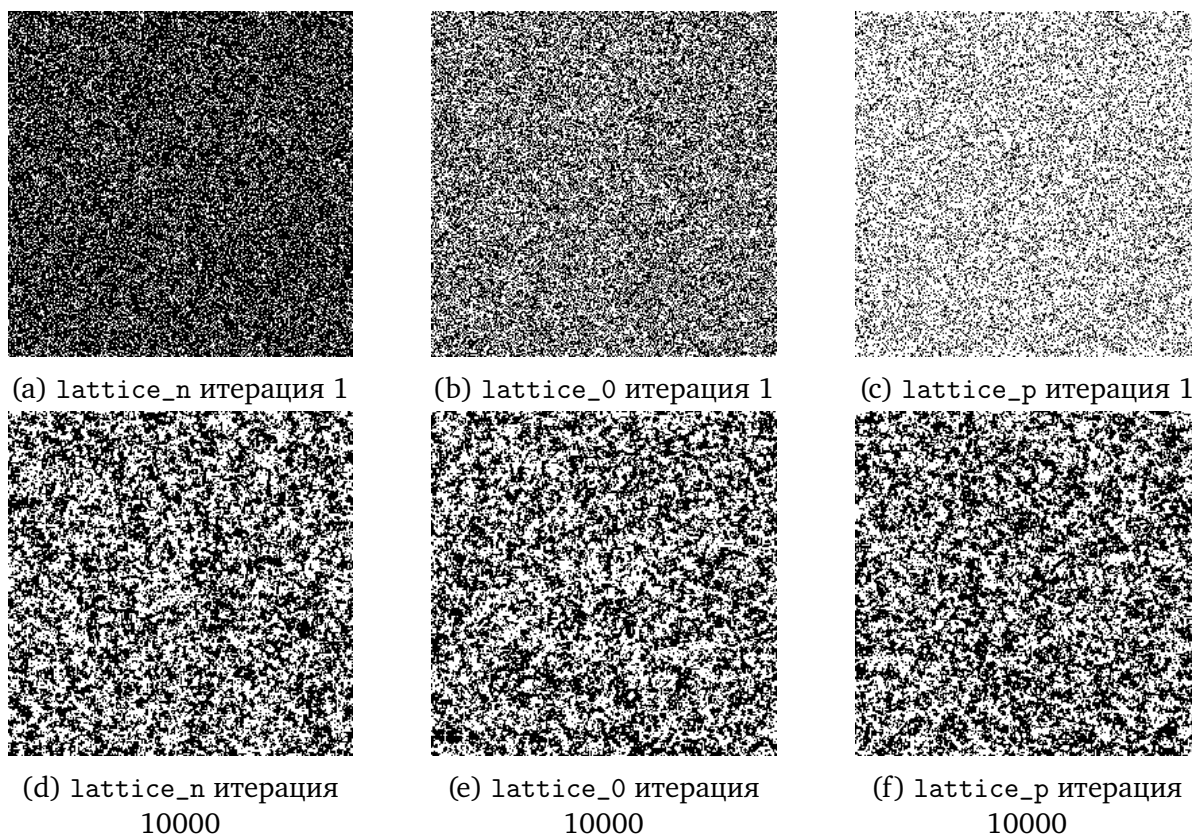 (a) lattice_n итерация 1
(b) lattice_0 итерация 1
(c) lattice_p итерация 1
(d) lattice_n итерация
10000
(e) lattice_0 итерация
10000
(f) lattice_p итерация
10000